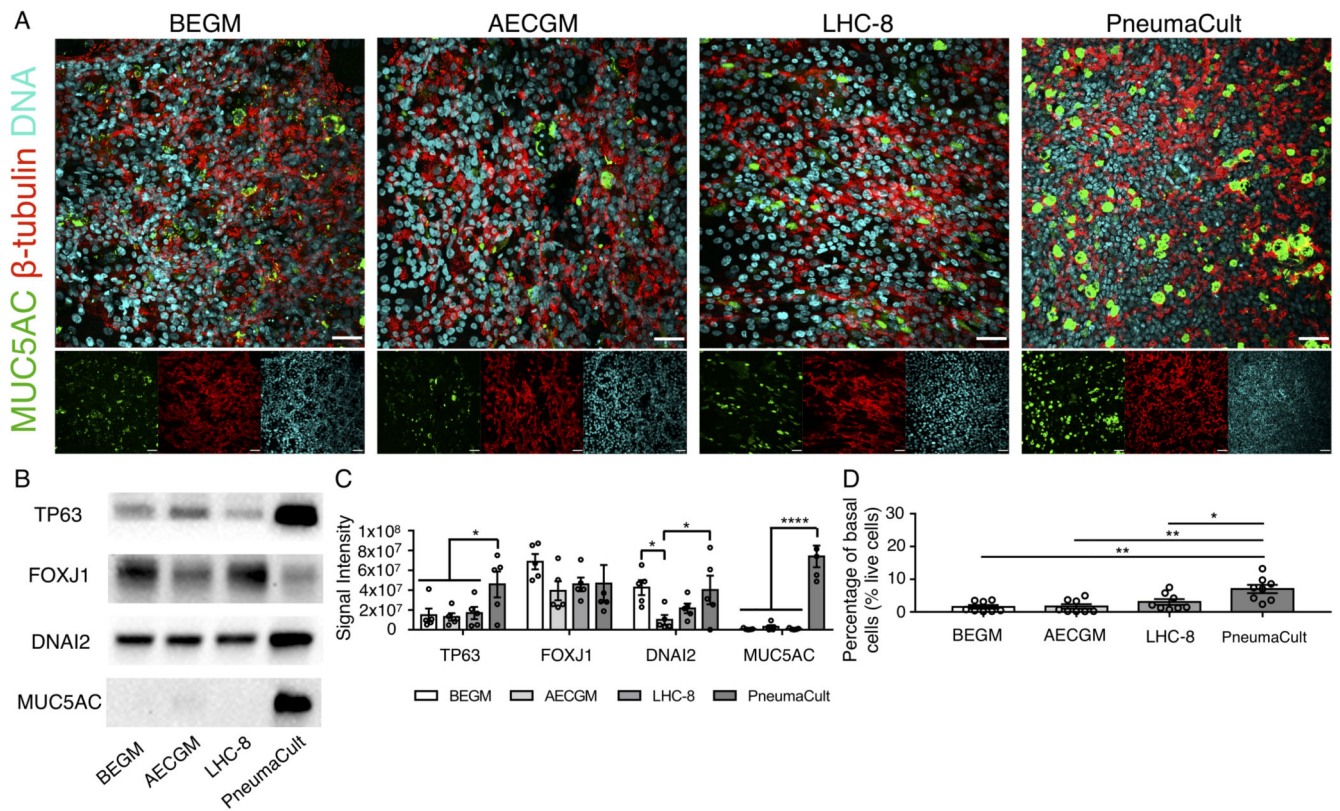 A
BEGM
AECGM
LHC-8
PneumaCult
MUC5AC β-tubulin DNA
B
TP63
FOXJ1
DNAI2
MUC5AC
BEGM
AECGM
LHC-8
PneumaCult
C
Signal Intensity
1x10⁸
8x10⁷
6x10⁷
4x10⁷
2x10⁷
0
*
*
*
****
TP63
FOXJ1
DNAI2
MUC5AC
BEGM
AECGM
LHC-8
PneumaCult
D
Percentage of basal
cells (% live cells)
30
20
10
0
*
**
**
BEGM
AECGM
LHC-8
PneumaCult